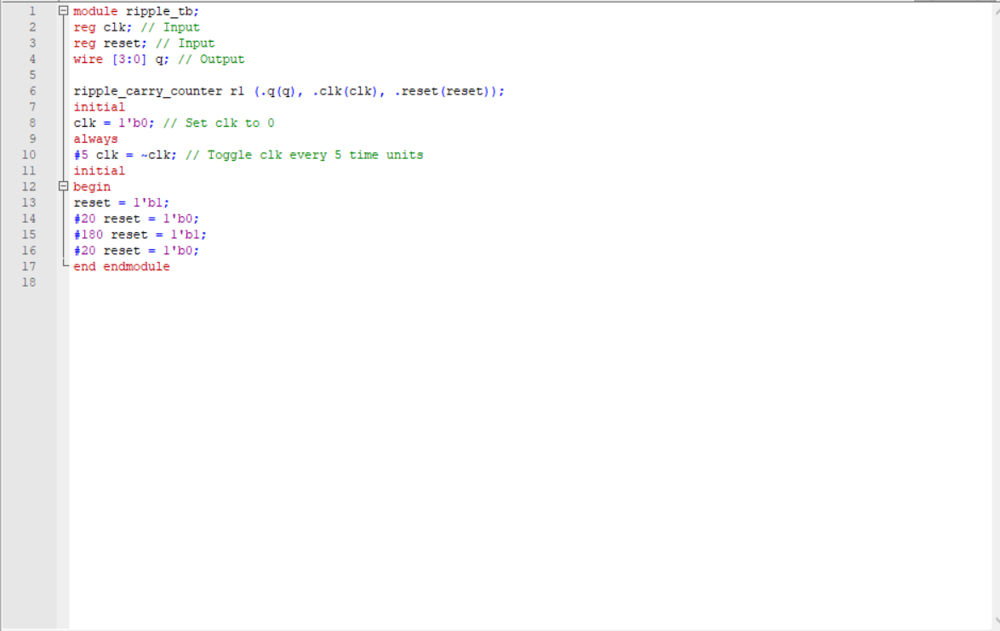 1 module ripple_tb;
2 reg clk; // Input
3 reg reset; // Input
4 wire [3:0] q; // Output
5
6 ripple_carry_counter r1 (.q(q), .clk(clk), .reset(reset));
7 initial
8 clk = 1'b0; // Set clk to 0
9 always
10 #5 clk = ~clk; // Toggle clk every 5 time units
11 initial
12 begin
13 reset = 1'b1;
14 #20 reset = 1'b0;
15 #180 reset = 1'b1;
16 #20 reset = 1'b0;
17 end endmodule
18